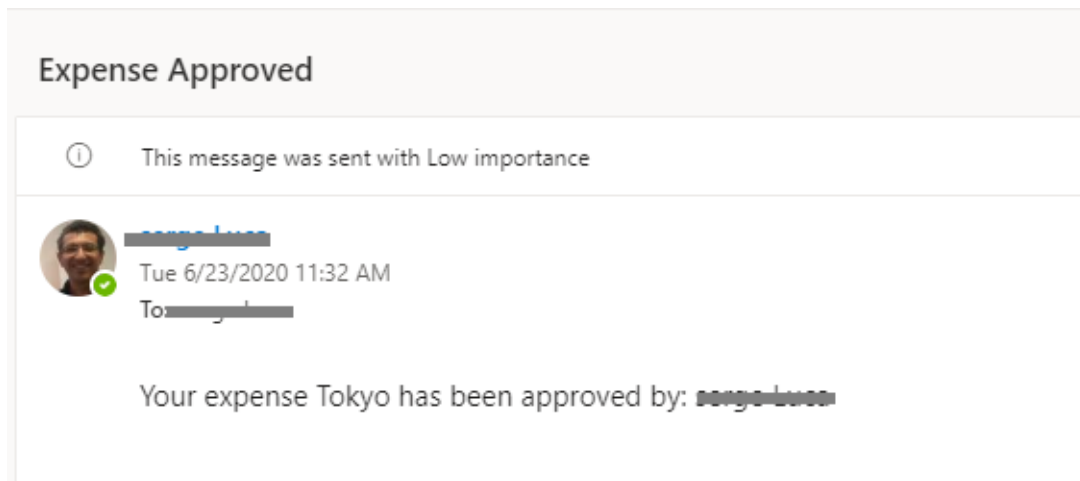 Expense Approved
This message was sent with Low importance
Tue 6/23/2020 11:32 AM
To:
Your expense Tokyo has been approved by: